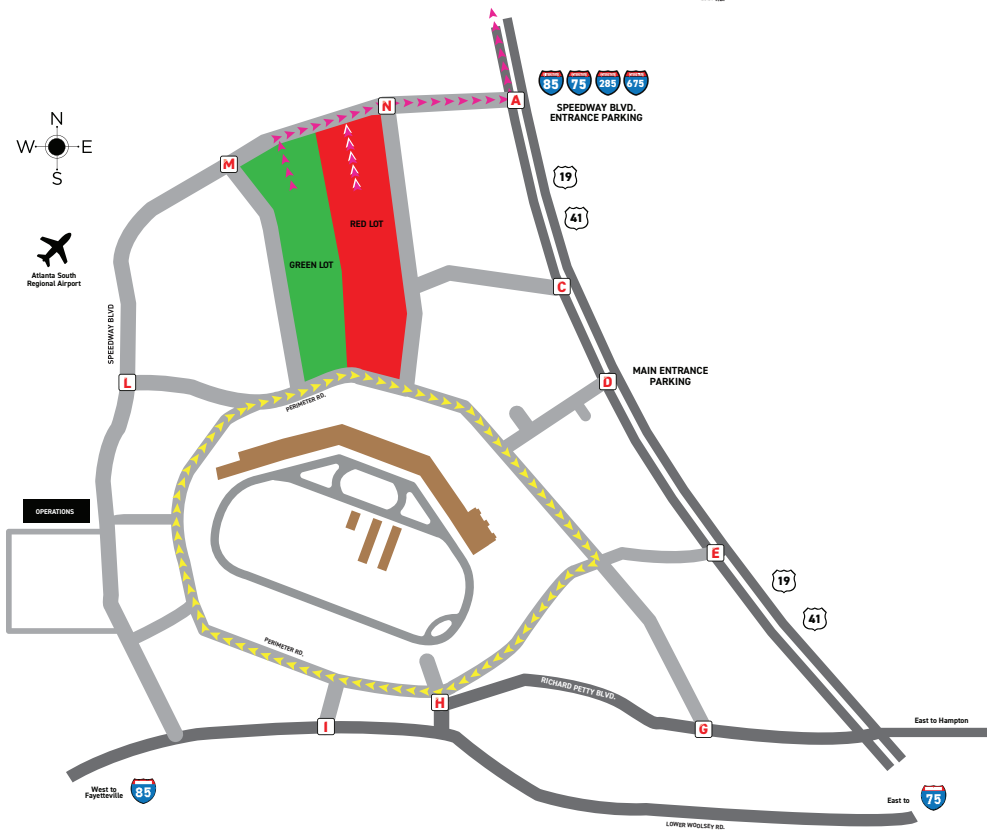 N
A
85 75 285 675
SPEEDWAY BLVD.
ENTRANCE PARKING
N
W E
S
M
19
41
RED LOT
GREEN LOT
Atlanta South
Regional Airport
C
SPEEDWAY BLVD
MAIN ENTRANCE
PARKING
L
D
PERIMETER RD.
OPERATIONS
E
19
41
PERIMETER RD.
RICHARD PETTY BLVD.
H
I
G
East to Hampton
West to
Fayetteville
85
East to
75
LOWER WOOLSEY RD.